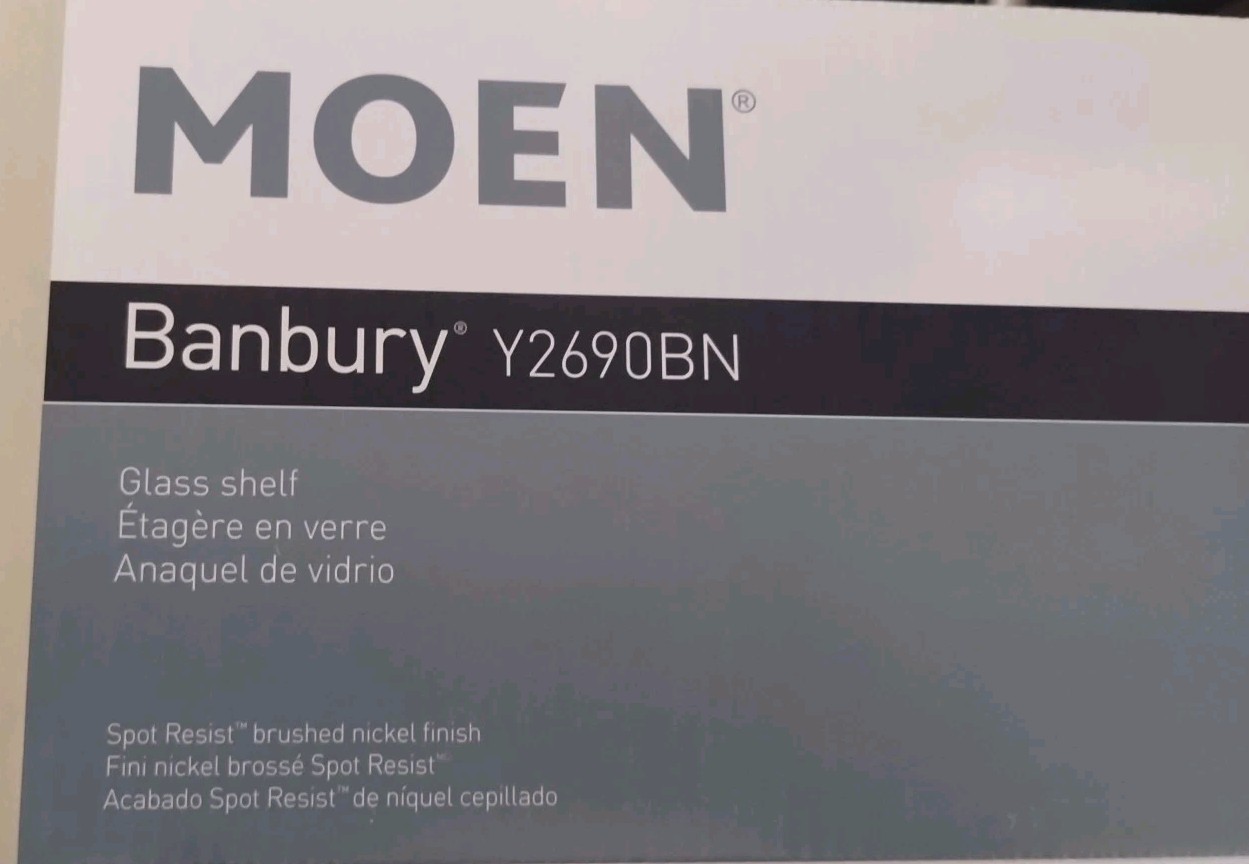 MOEN®
Banbury® Y2690BN
Glass shelf
Étagère en verre
Anaquel de vidrio
Spot Resist™ brushed nickel finish
Fini nickel brossé Spot Resist
Acabado Spot Resist™ de níquel cepillado